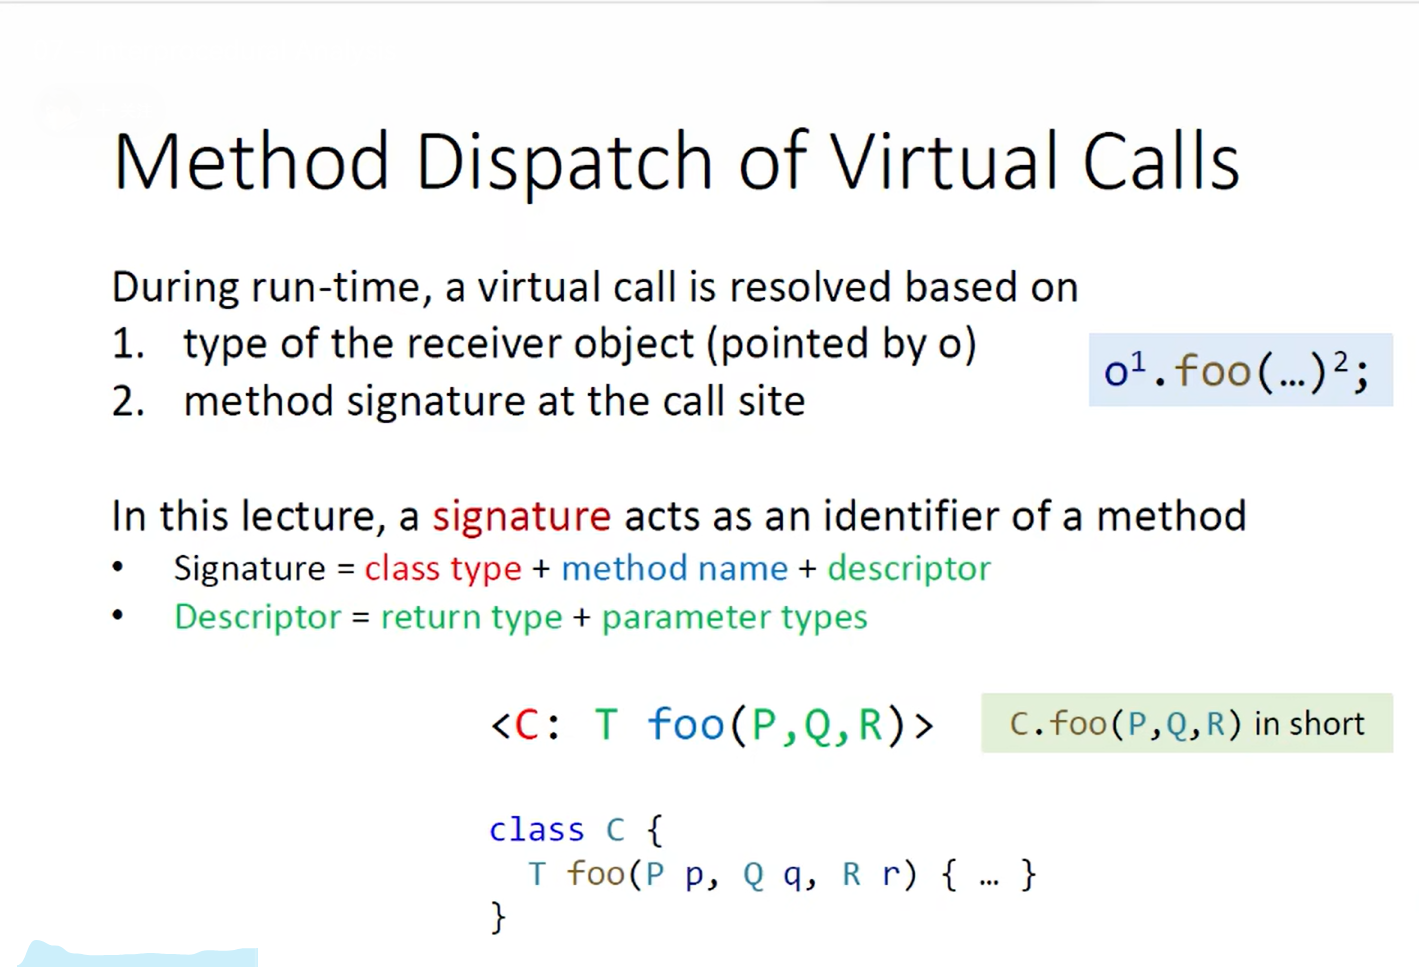 Method Dispatch of Virtual Calls
During run-time, a virtual call is resolved based on
1. type of the receiver object (pointed by o)
2. method signature at the call site
o¹.foo(…)²;
In this lecture, a signature acts as an identifier of a method
• Signature = class type + method name + descriptor
• Descriptor = return type + parameter types
<C: T foo(P,Q,R)>
C.foo(P,Q,R) in short
class C {
  T foo(P p, Q q, R r) { … }
}